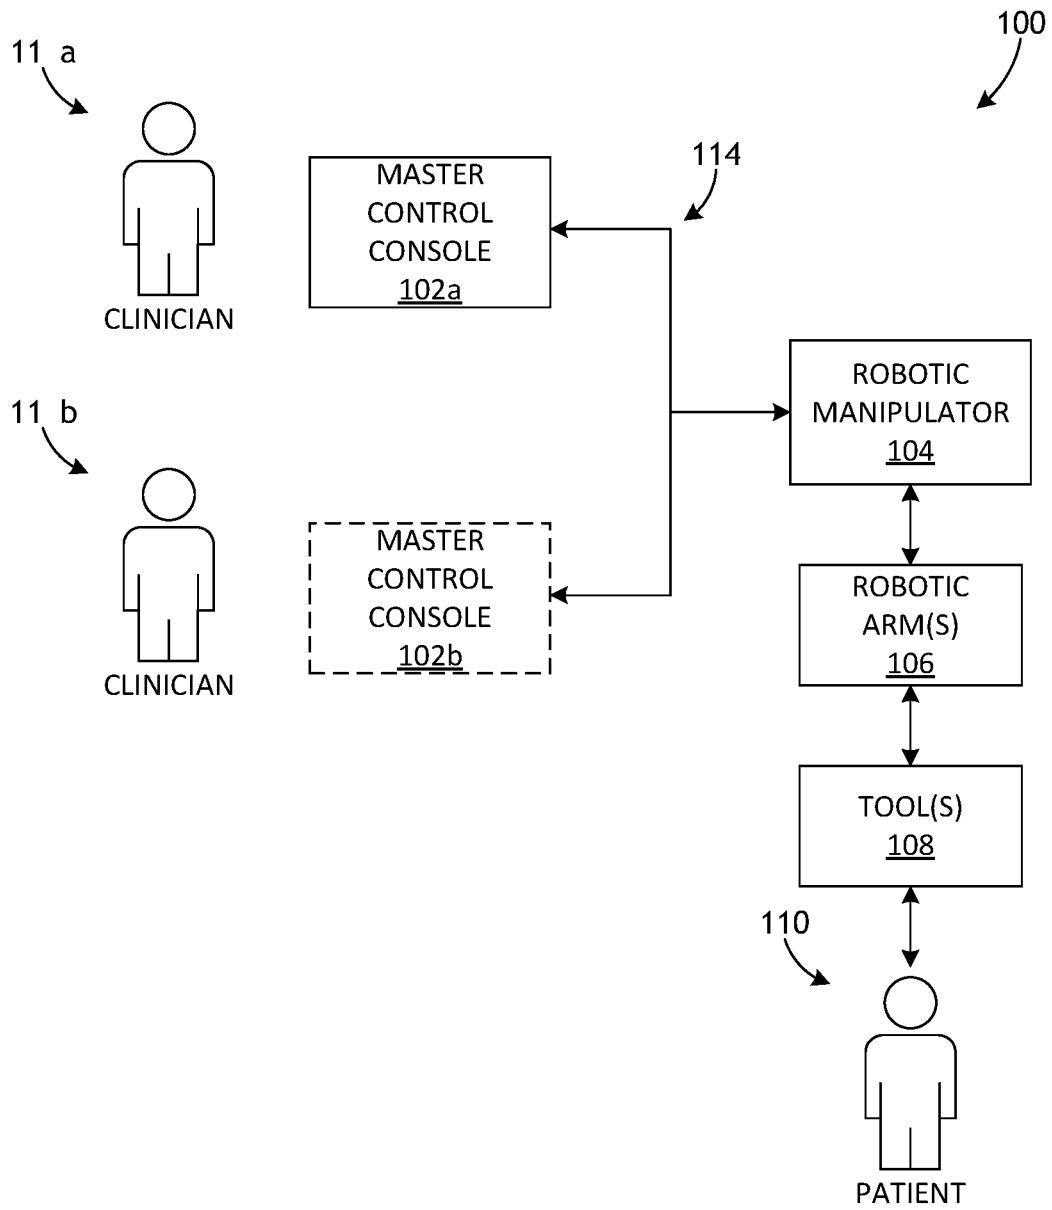 100
11 a
114
MASTER
CONTROL
CONSOLE
102a
CLINICIAN
ROBOTIC
MANIPULATOR
104
11 b
MASTER
CONTROL
CONSOLE
102b
CLINICIAN
ROBOTIC
ARM(S)
106
TOOL(S)
108
110
PATIENT